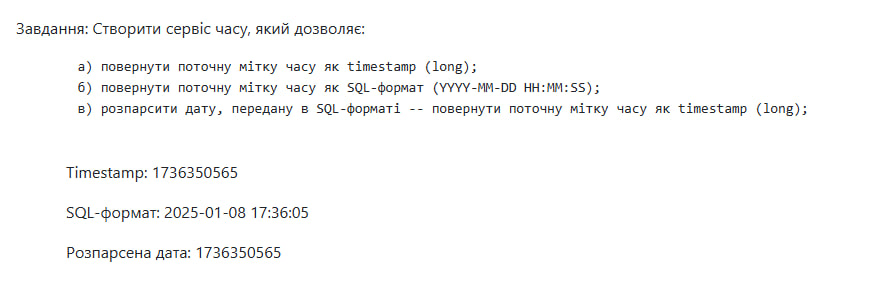 Завдання: Створити сервіс часу, який дозволяє:
а) повернути поточну мітку часу як timestamp (long);
б) повернути поточну мітку часу як SQL-формат (YYYY-MM-DD HH:MM:SS);
в) розпарсити дату, передану в SQL-форматі -- повернути поточну мітку часу як timestamp (long);
Timestamp: 1736350565
SQL-формат: 2025-01-08 17:36:05
Розпарсена дата: 1736350565